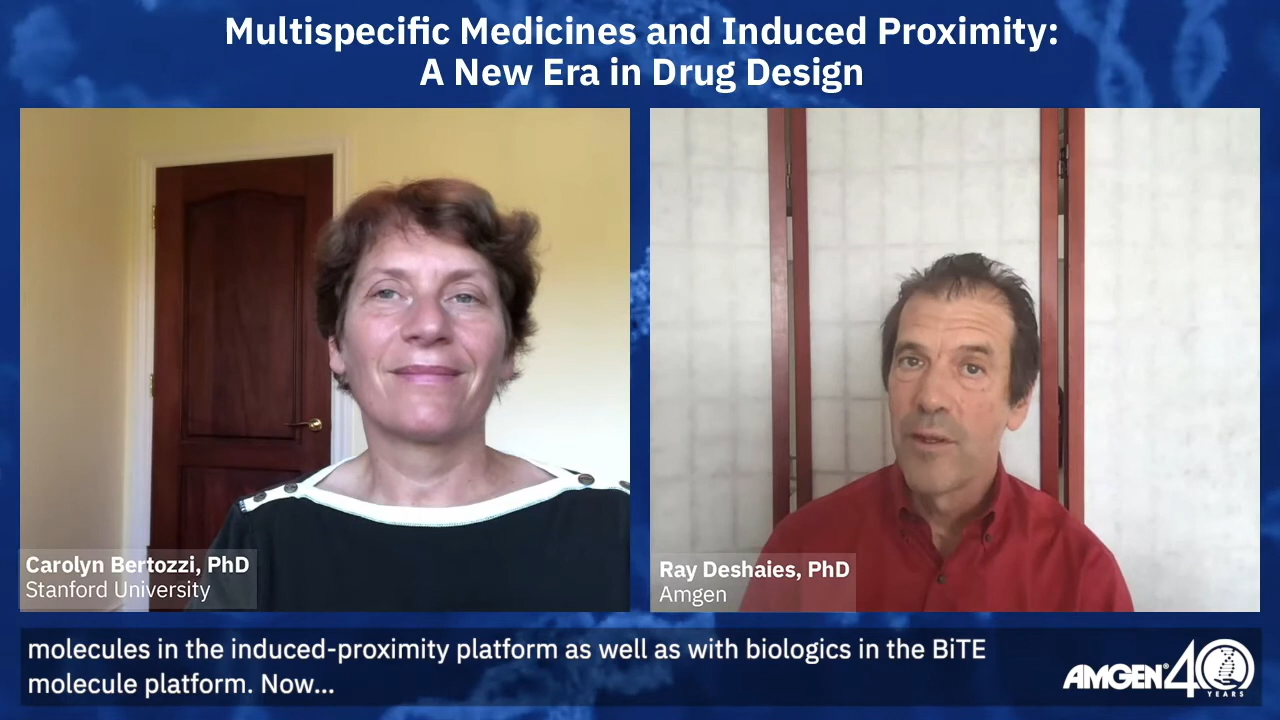 Multispecific Medicines and Induced Proximity:
A New Era in Drug Design
Carolyn Bertozzi, PhD
Stanford University
Ray Deshaies, PhD
Amgen
molecules in the induced-proximity platform as well as with biologics in the BiTE
molecule platform. Now...
AMGEN® 40
YEARS